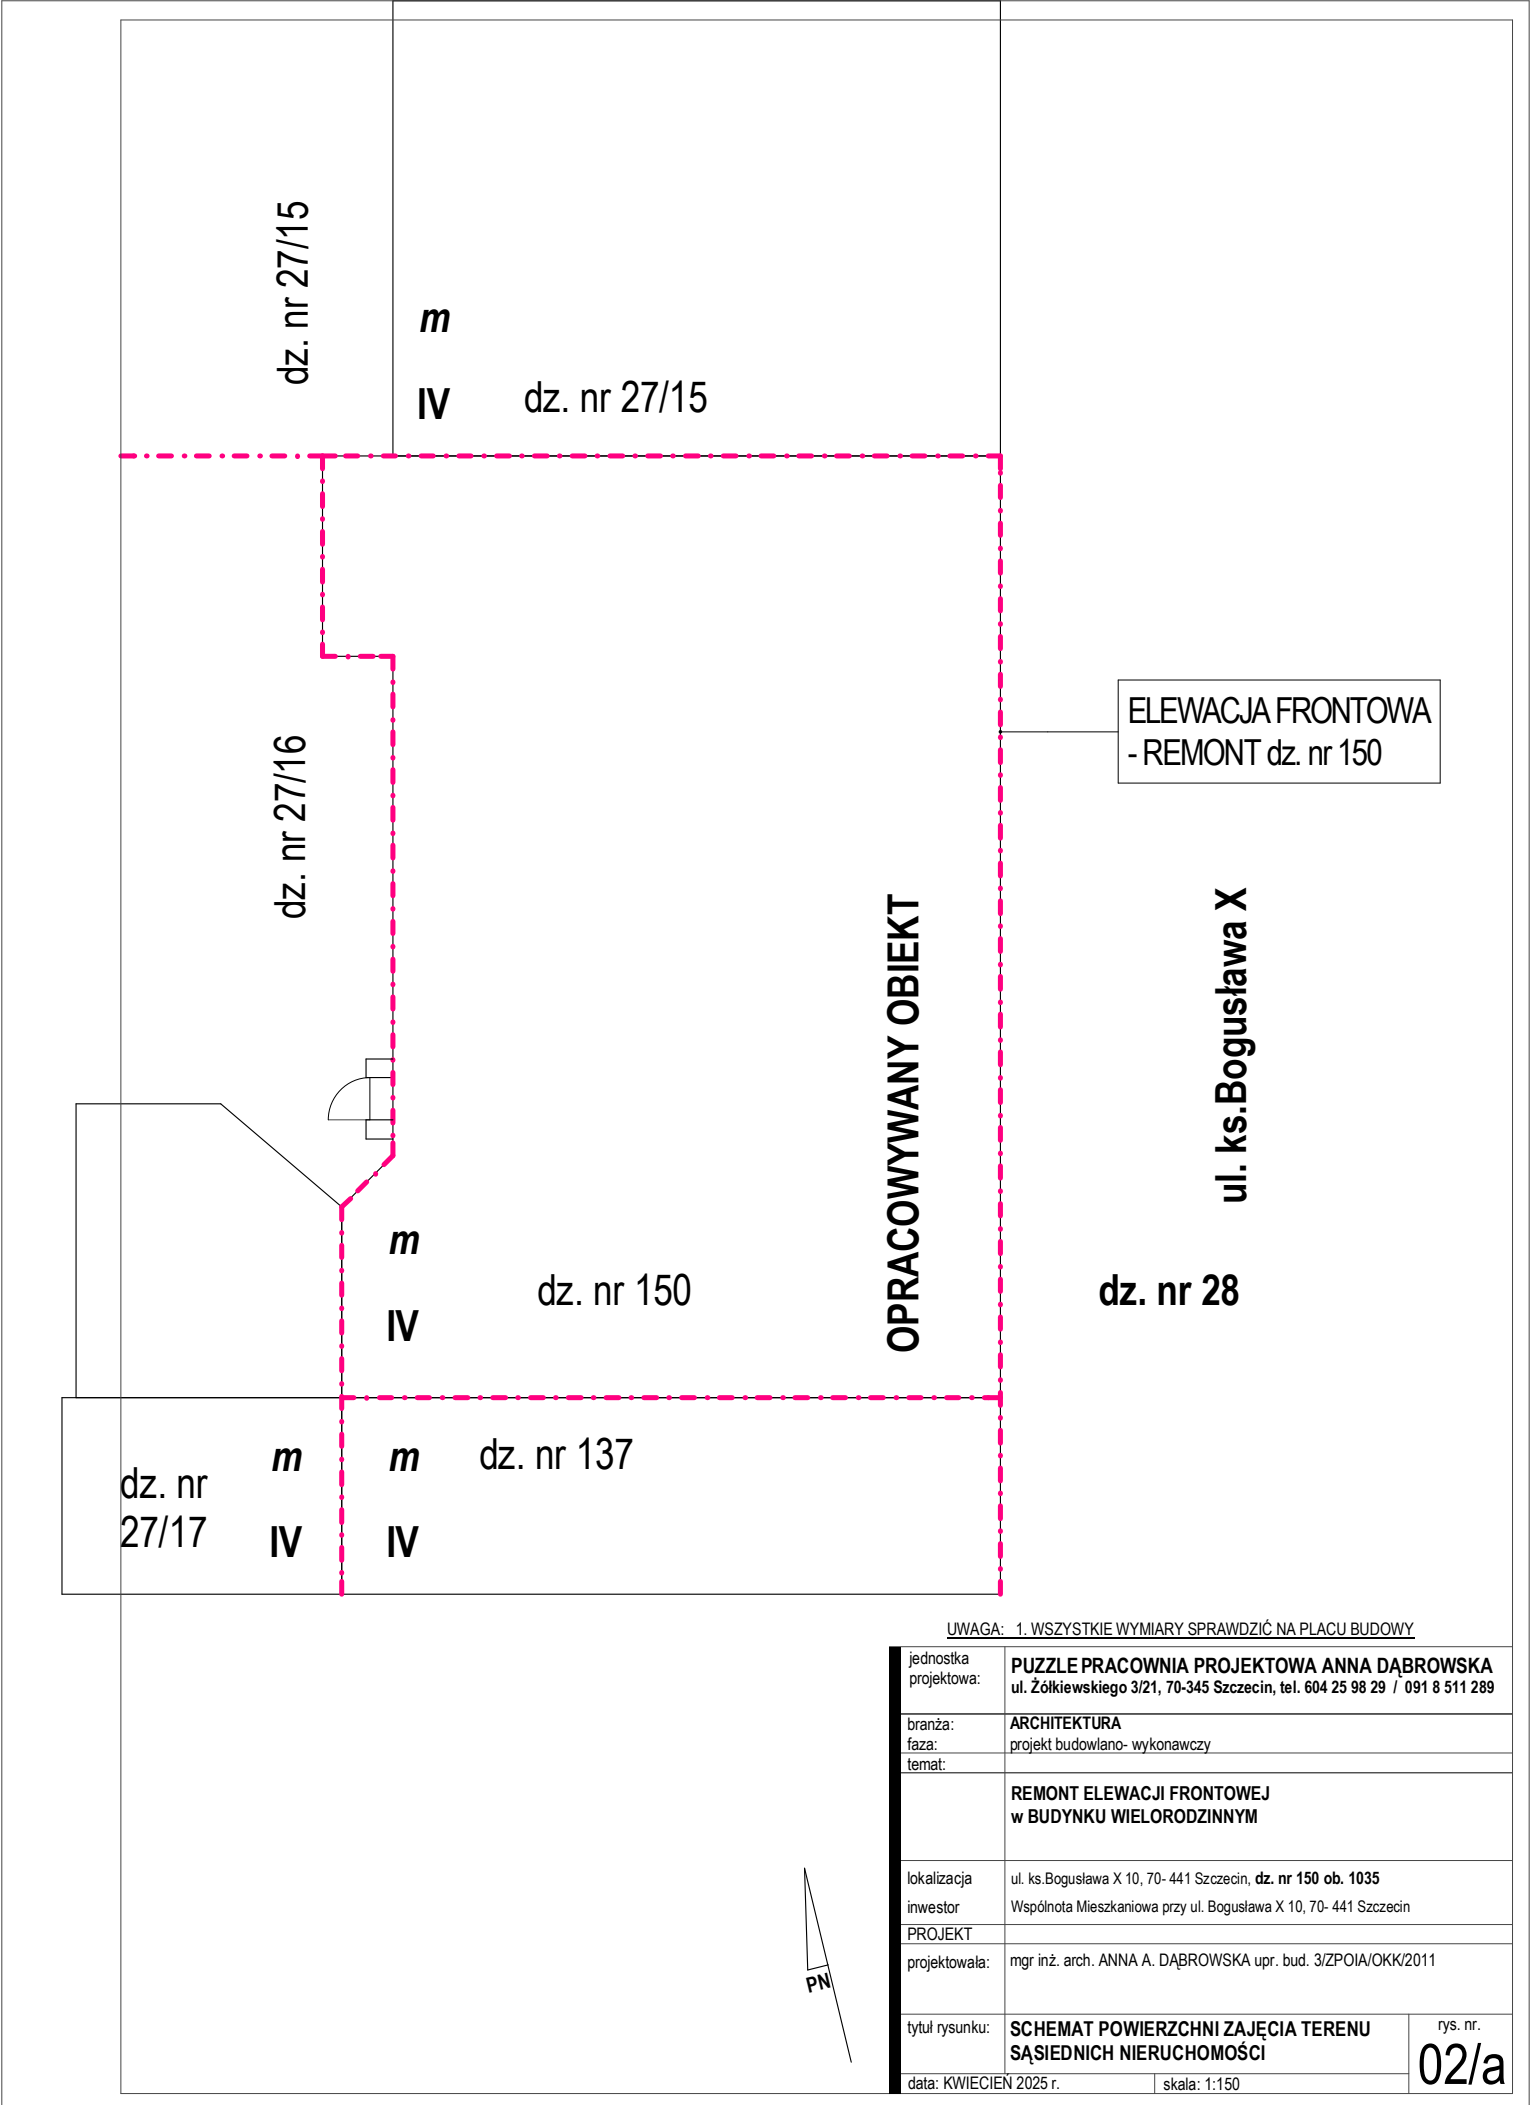 dz. nr 27/15
m
IV
dz. nr 27/15
dz. nr 27/16
ELEWACJA FRONTOWA
- REMONT dz. nr 150
OPRACOWYWANY OBIEKT
ul. ks.Bogusława X
m
IV
dz. nr 150
dz. nr 28
dz. nr
27/17
m
IV
m
IV
dz. nr 137
UWAGA: 1. WSZYSTKIE WYMIARY SPRAWDZIĆ NA PLACU BUDOWY
jednostka
projektowa:
PUZZLE PRACOWNIA PROJEKTOWA ANNA DĄBROWSKA
ul. Żółkiewskiego 3/21, 70-345 Szczecin, tel. 604 25 98 29 / 091 8 511 289
branża: ARCHITEKTURA
faza: projekt budowlano- wykonawczy
temat:
REMONT ELEWACJI FRONTOWEJ
w BUDYNKU WIELORODZINNYM
lokalizacja ul. ks.Bogusława X 10, 70- 441 Szczecin, dz. nr 150 ob. 1035
inwestor Wspólnota Mieszkaniowa przy ul. Bogusława X 10, 70- 441 Szczecin
PROJEKT
projektowała: mgr inż. arch. ANNA A. DĄBROWSKA upr. bud. 3/ZPOIA/OKK/2011
PN
tytuł rysunku: SCHEMAT POWIERZCHNI ZAJĘCIA TERENU
SĄSIEDNICH NIERUCHOMOŚCI
rys. nr.
02/a
data: KWIECIEŃ 2025 r. skala: 1:150